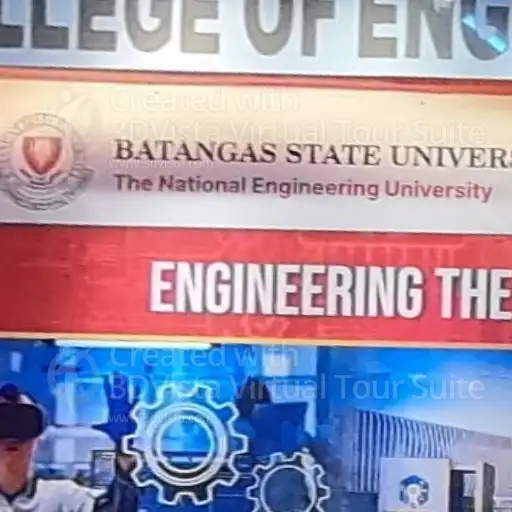 LLEGE OF ENG
Created with
3DVista Virtual Tour Suite
BATANGAS STATE UNIVERS
The National Engineering University
ENGINEERING THE
Created with
3DVista Virtual Tour Suite